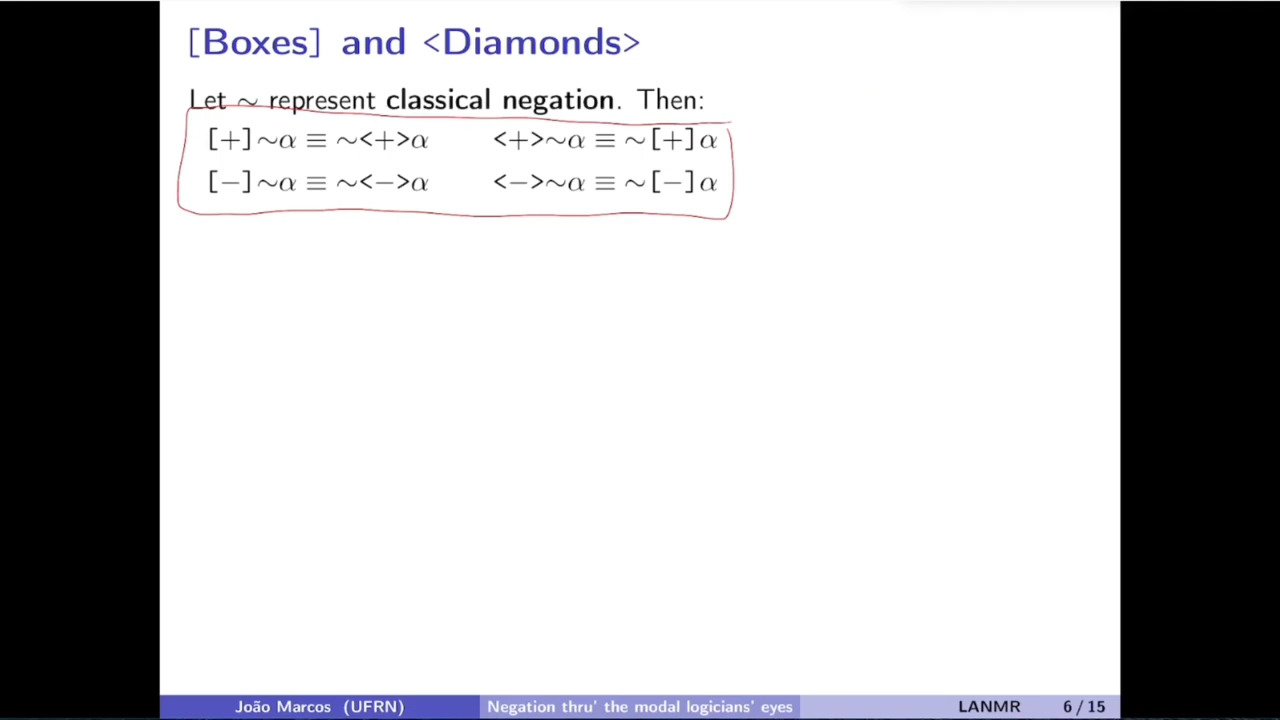 [Boxes] and <Diamonds>
Let ∼ represent classical negation. Then:
[+]∼α ≡ ∼<+>α <+>∼α ≡ ∼[+]α
[−]∼α ≡ ∼<−>α <−>∼α ≡ ∼[−]α
João Marcos (UFRN) Negation thru' the modal logicians' eyes LANMR 6 / 15